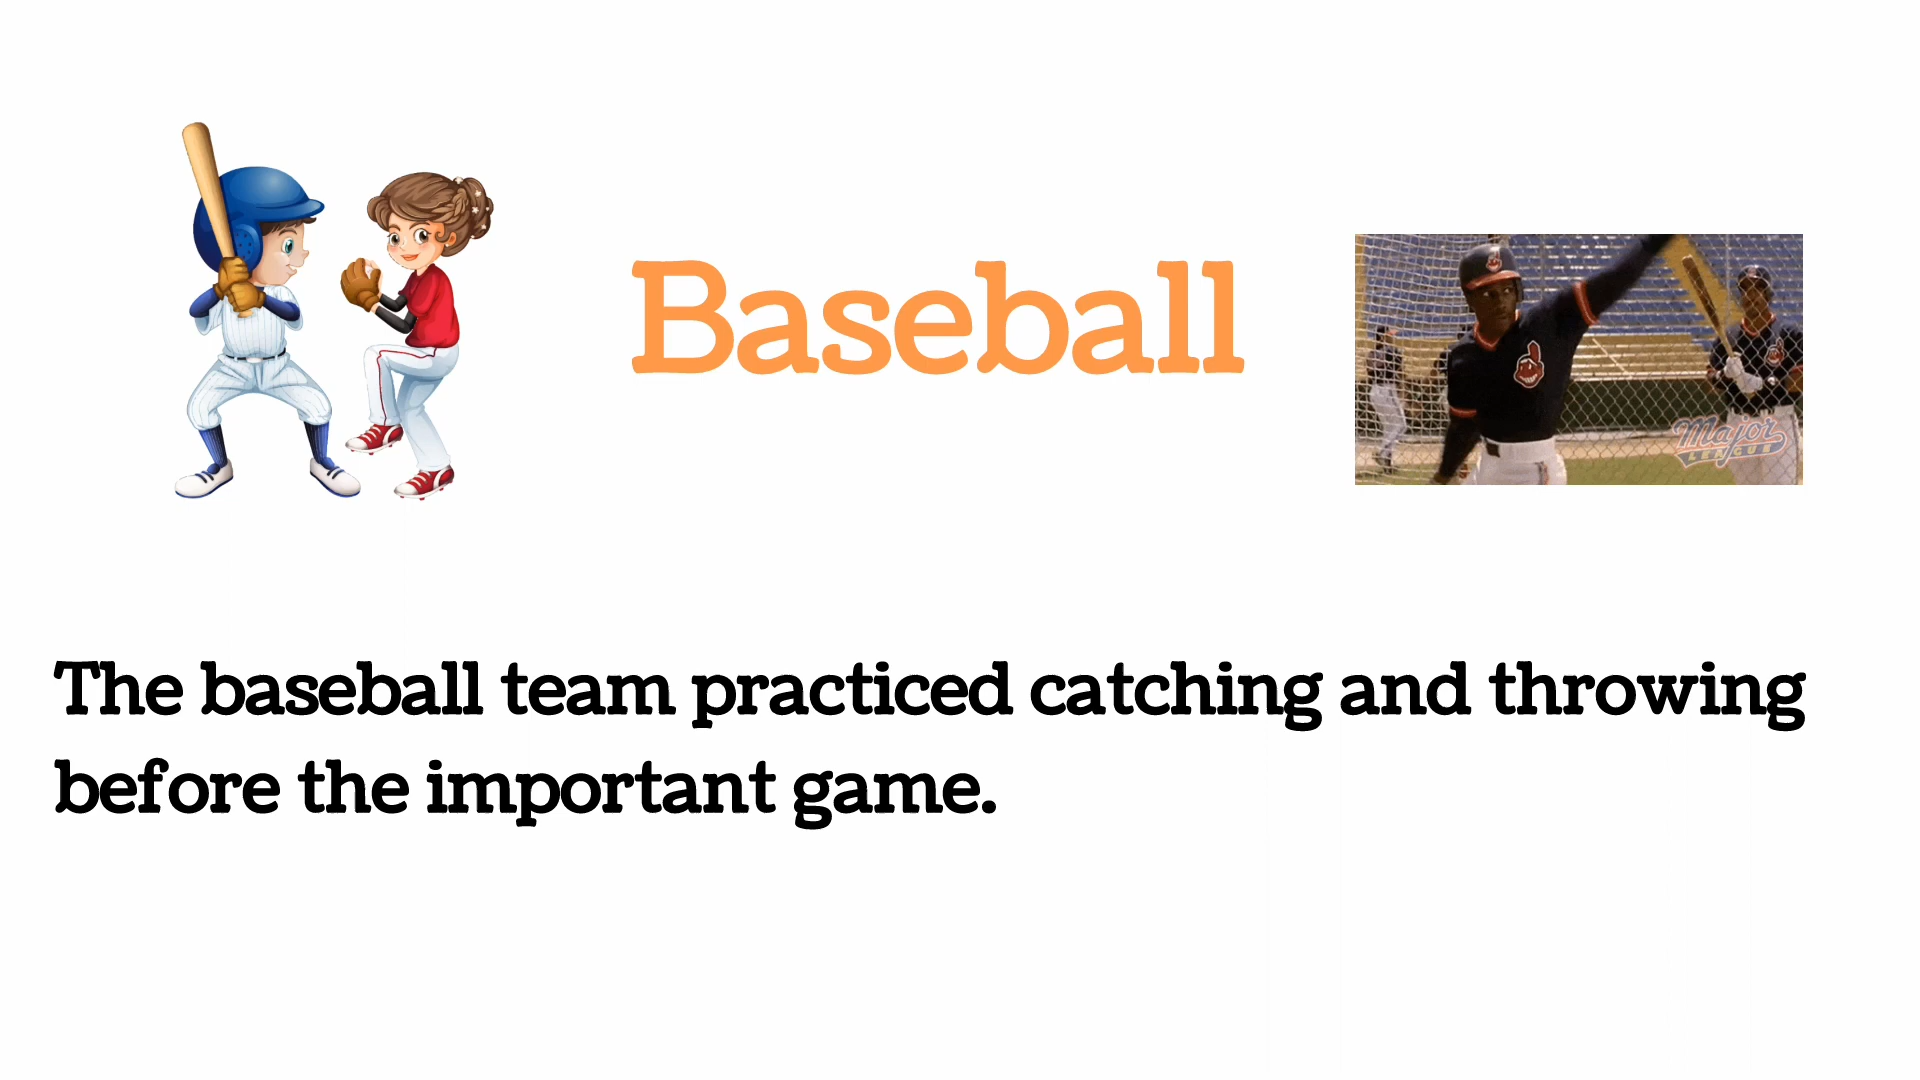 Baseball
Major
LEAGUE
The baseball team practiced catching and throwing
before the important game.